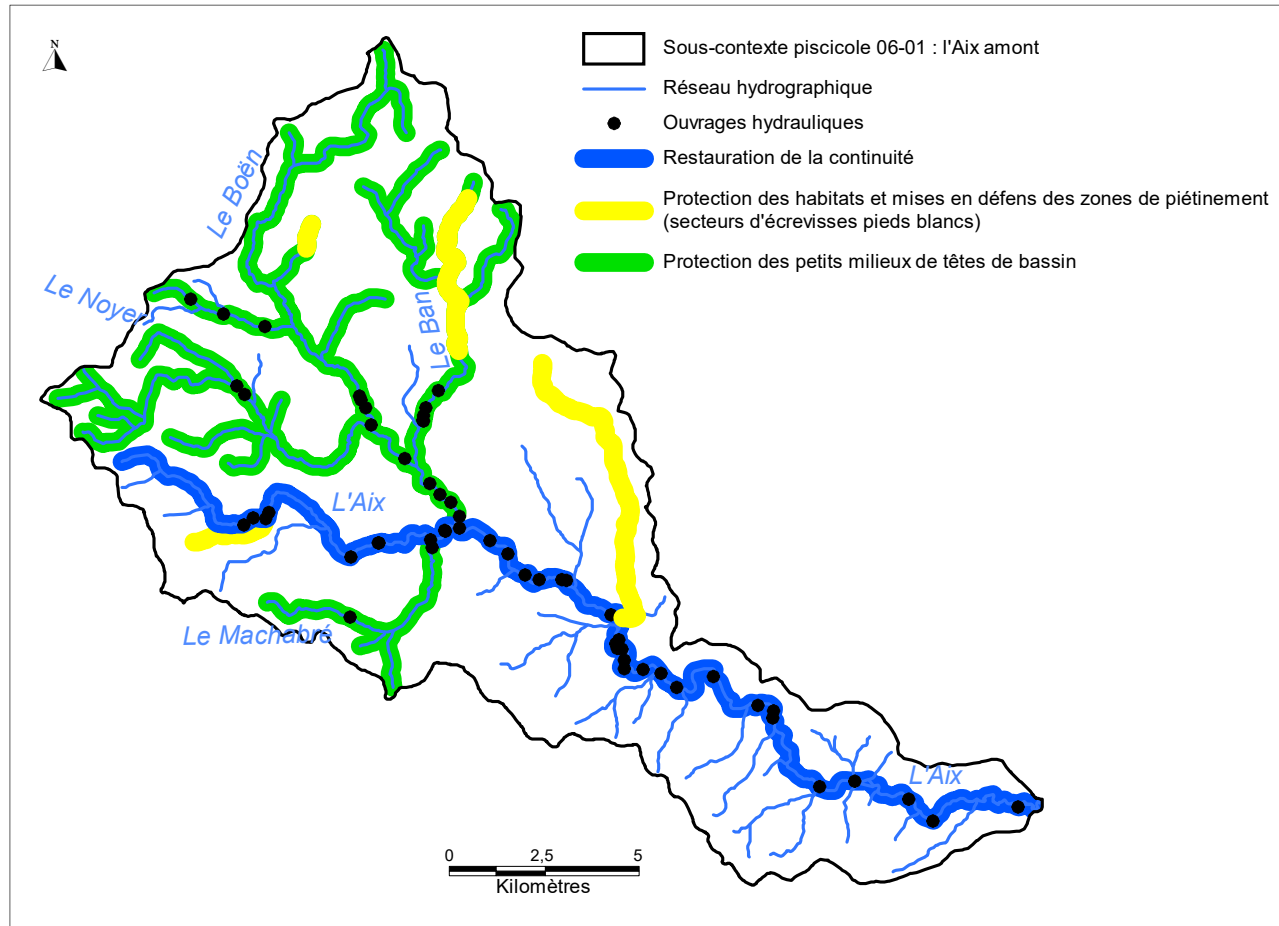 N
Sous-contexte piscicole 06-01 : l'Aix amont
Réseau hydrographique
Ouvrages hydrauliques
Restauration de la continuité
Protection des habitats et mises en défens des zones de piétinement
(secteurs d'écrevisses pieds blancs)
Protection des petits milieux de têtes de bassin
Le Boën
Le Noyer
Le Ban
L'Aix
Le Machabré
L'Aix
0 2,5 5
Kilomètres